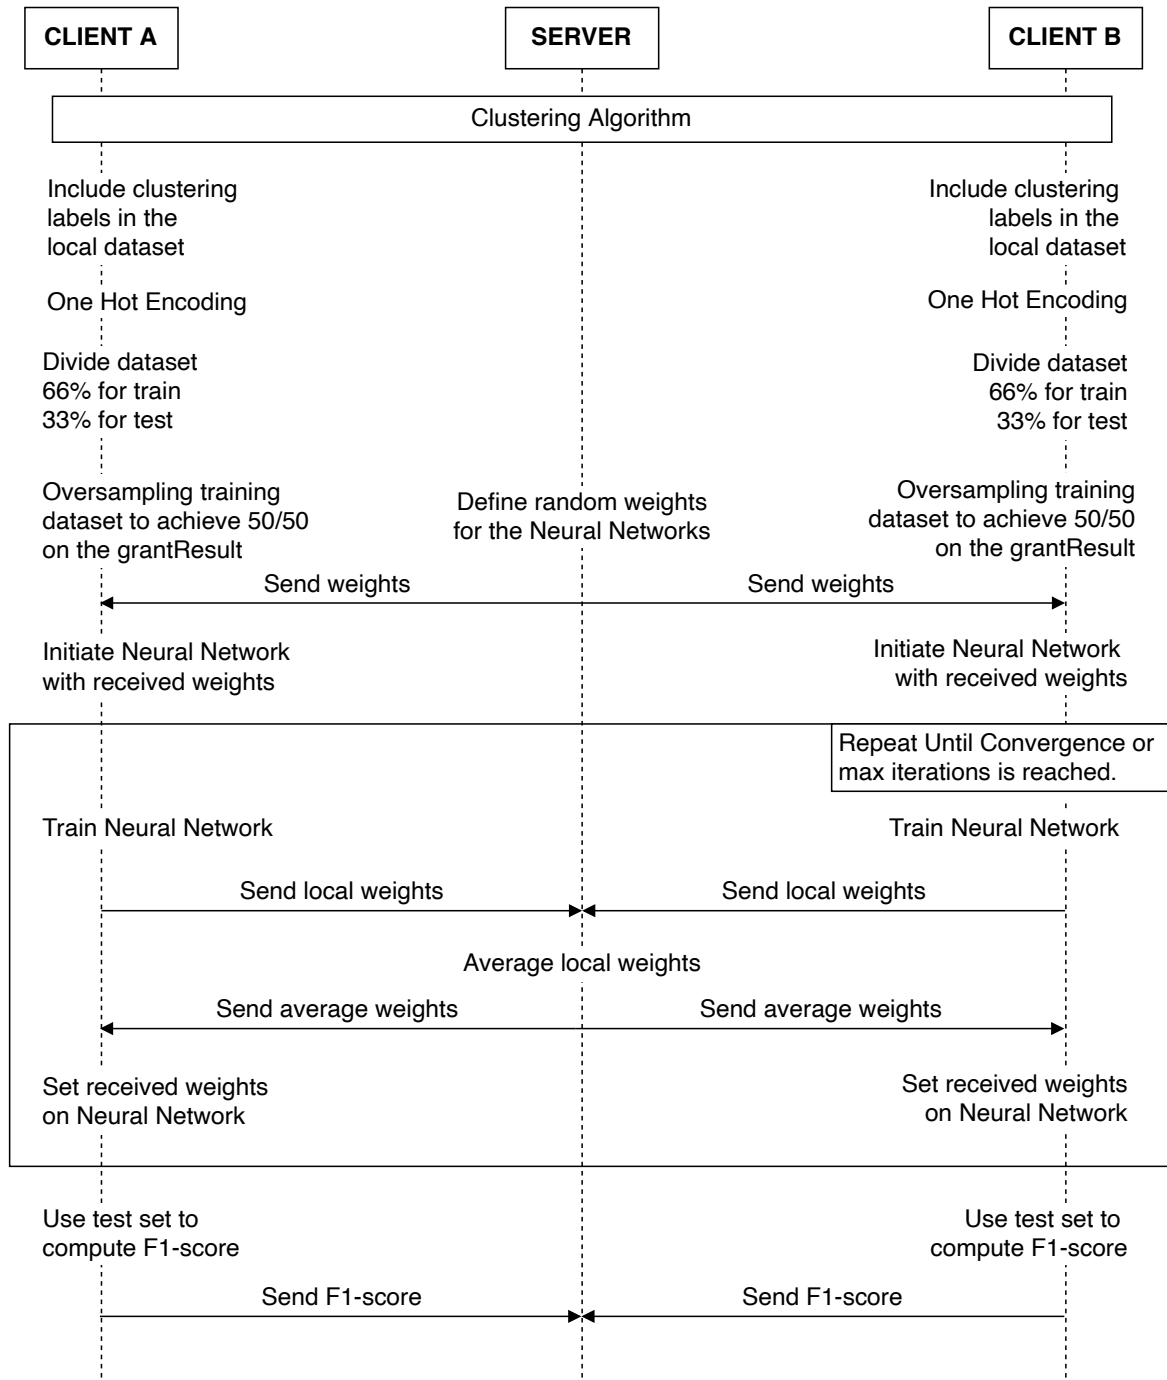 CLIENT A
SERVER
CLIENT B
Clustering Algorithm
Include clustering
labels in the
local dataset
Include clustering
labels in the
local dataset
One Hot Encoding
One Hot Encoding
Divide dataset
66% for train
33% for test
Divide dataset
66% for train
33% for test
Oversampling training
dataset to achieve 50/50
on the grantResult
Define random weights
for the Neural Networks
Oversampling training
dataset to achieve 50/50
on the grantResult
Send weights
Send weights
Initiate Neural Network
with received weights
Initiate Neural Network
with received weights
Repeat Until Convergence or
max iterations is reached.
Train Neural Network
Train Neural Network
Send local weights
Send local weights
Average local weights
Send average weights
Send average weights
Set received weights
on Neural Network
Set received weights
on Neural Network
Use test set to
compute F1-score
Use test set to
compute F1-score
Send F1-score
Send F1-score